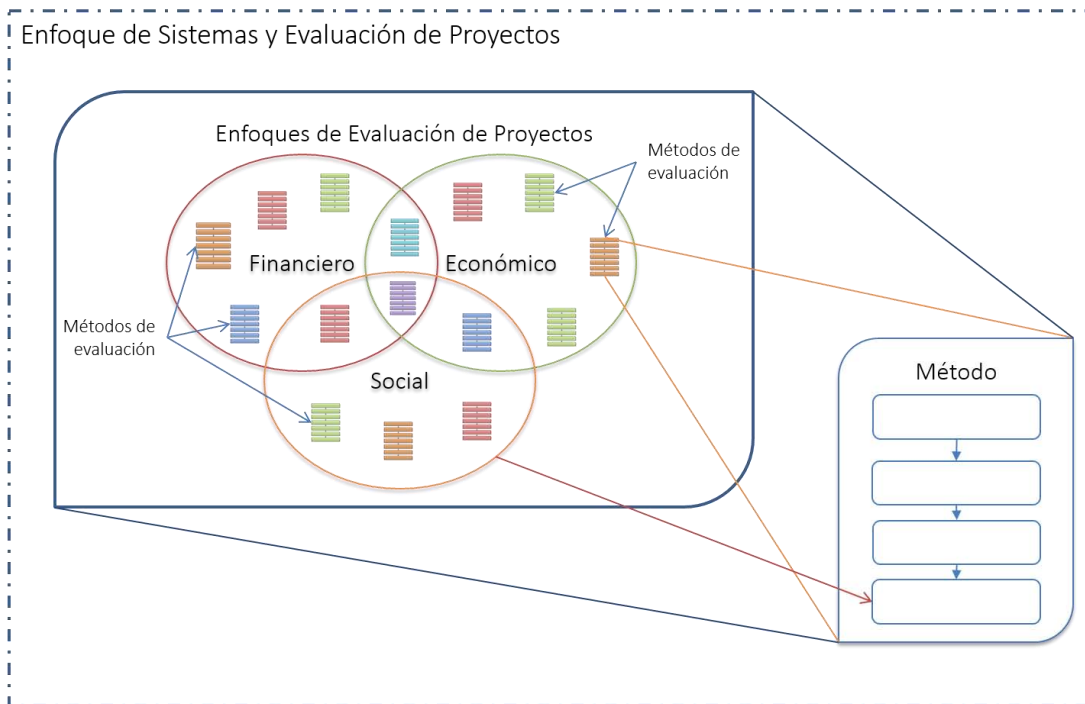 Enfoque de Sistemas y Evaluación de Proyectos
Enfoques de Evaluación de Proyectos
Métodos de
evaluación
Financiero
Económico
Métodos de
evaluación
Social
Método